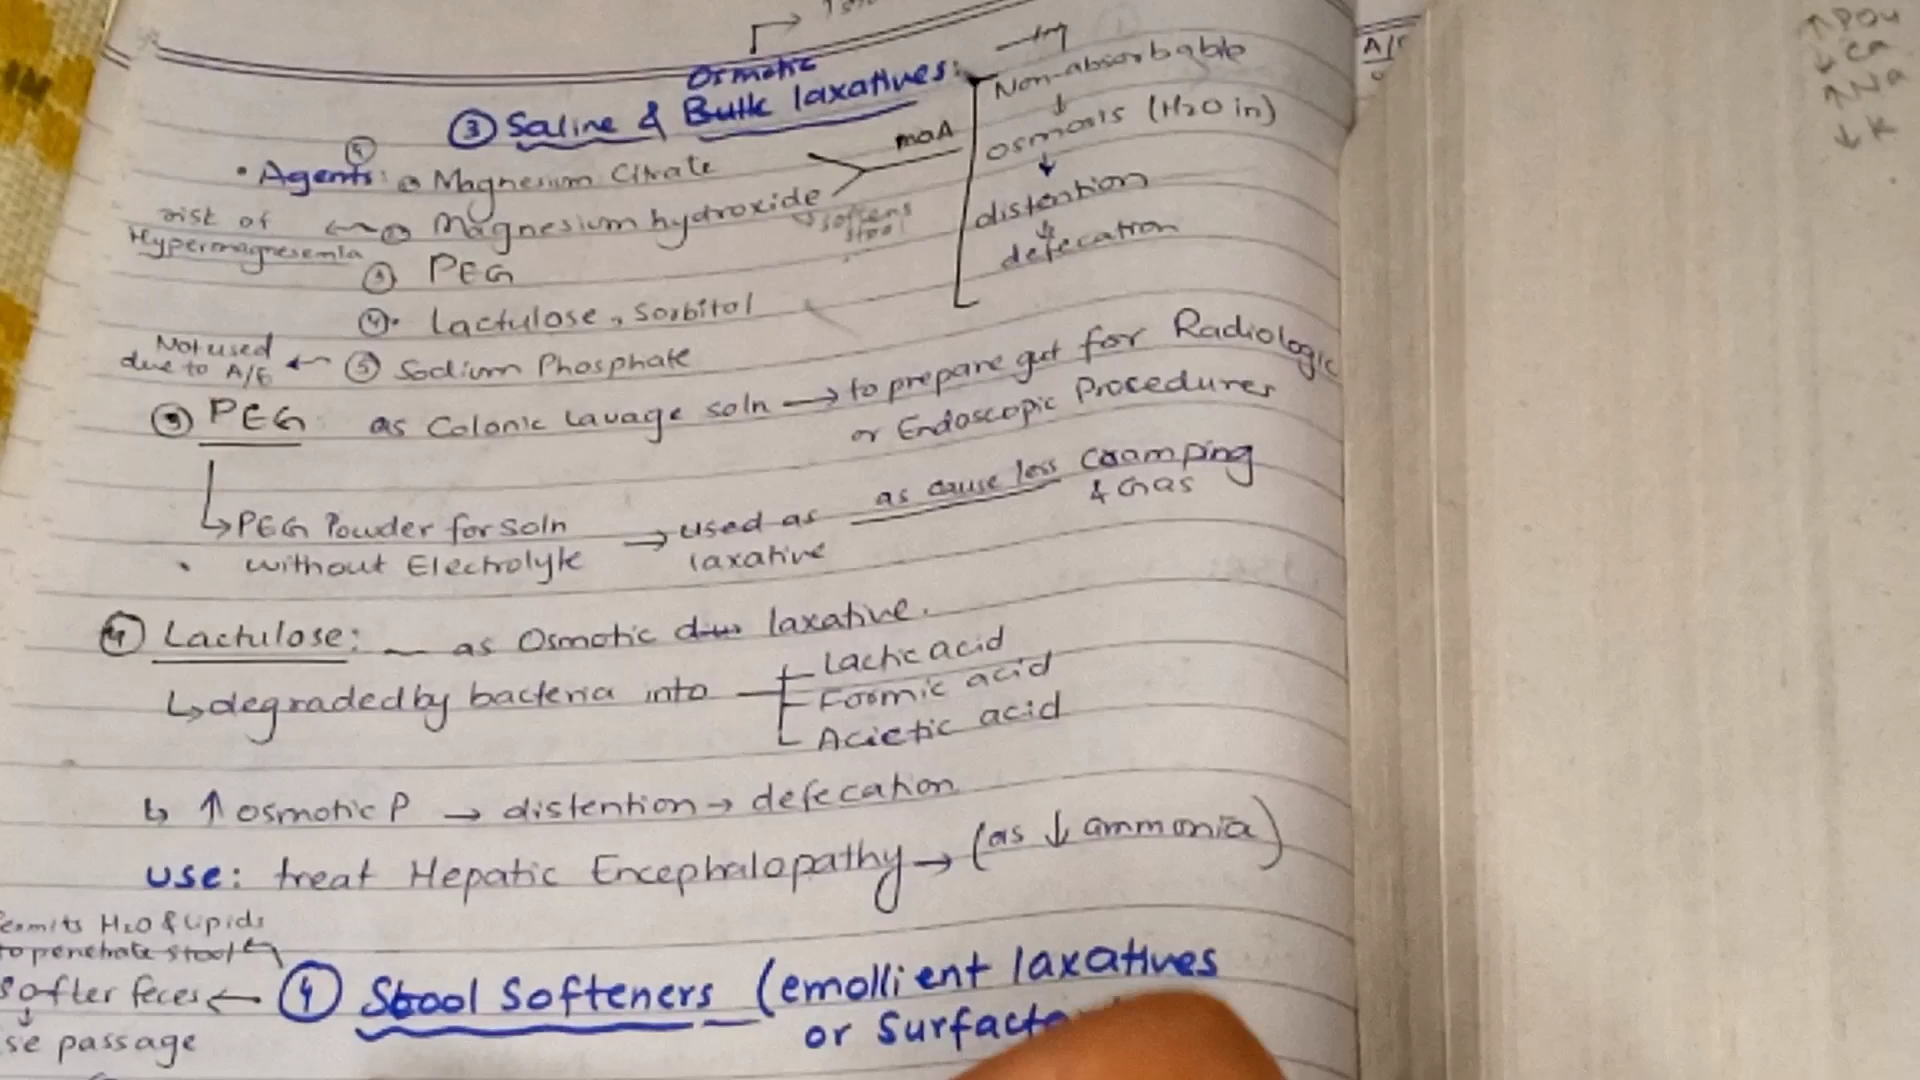 Osmotic
③ Saline & Bulk laxatives:
Non-absorbable
↓
osmosis (H2O in)
↓
distention
↓
defecation
MOA
• Agents: Magnesium Citrate
risk of Hypermagnesemia ← ② Magnesium hydroxide
softens stool
③ PEG
④ Lactulose, Sorbitol
Not used due to A/E ← ⑤ Sodium Phosphate
③ PEG: as Colonic Lavage soln → to prepare gut for Radiologic
or Endoscopic Procedures
↳ PEG Powder for soln → used as as cause less Cramping
without Electrolyte laxative & Gas
④ Lactulose: as Osmotic laxative.
↳ degraded by bacteria into Lactic acid
Formic acid
Acietic acid
↳ ↑ osmotic P → distention → defecation
Use: treat Hepatic Encephalopathy → (as ↓ ammonia)
ermits H2O & Lipids
to penetrate stool
softer feces ← ④ Stool Softeners (emollient laxatives
↓
se passage
or Surfacta
A/E
↑ PO4
↓ Ca
↑ Na
↓ K